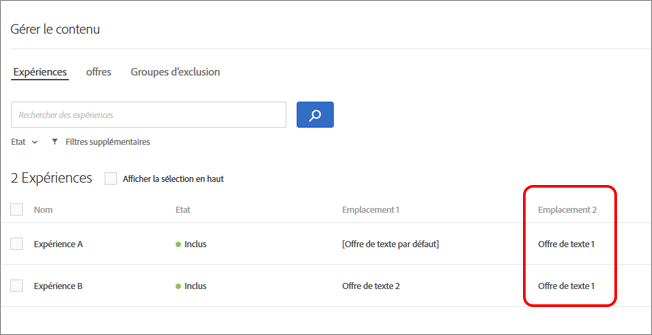 Gérer le contenu
Expériences offres Groupes d'exclusion
Rechercher des expériences
Etat Filtres supplémentaires
2 Expériences Afficher la sélection en haut
Nom Etat Emplacement 1 Emplacement 2
Expérience A Inclus [Offre de texte par défaut] Offre de texte 1
Expérience B Inclus Offre de texte 2 Offre de texte 1